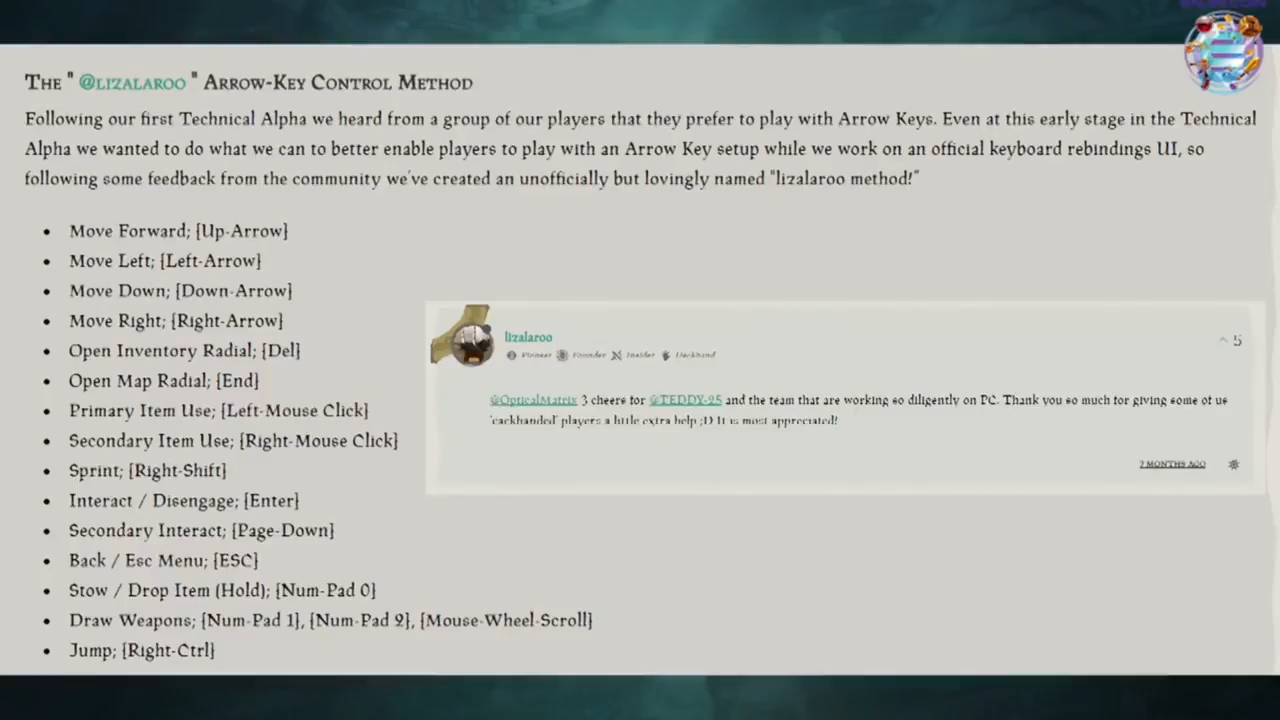 The " @lizalaroo " Arrow-Key Control Method
Following our first Technical Alpha we heard from a group of our players that they prefer to play with Arrow Keys. Even at this early stage in the Technical
Alpha we wanted to do what we can to better enable players to play with an Arrow Key setup while we work on an official keyboard rebindings UI, so
following some feedback from the community we've created an unofficially but lovingly named "lizalaroo method!"
• Move Forward; {Up-Arrow}
• Move Left; {Left-Arrow}
• Move Down; {Down-Arrow}
• Move Right; {Right-Arrow}
• Open Inventory Radial; {Del}
• Open Map Radial; {End}
• Primary Item Use; {Left-Mouse Click}
• Secondary Item Use; {Right-Mouse Click}
• Sprint; {Right-Shift}
• Interact / Disengage; {Enter}
• Secondary Interact; {Page-Down}
• Back / Esc Menu; {ESC}
• Stow / Drop Item (Hold); {Num-Pad 0}
• Draw Weapons; {Num-Pad 1}, {Num-Pad 2}, {Mouse-Wheel-Scroll}
• Jump; {Right-Ctrl}
lizalaroo
Pioneer Founder Insider Deckhand
5
@OpticalMatrix 3 cheers for @TEDDY-25 and the team that are working so diligently on PC. Thank you so much for giving some of us
'cackhanded' players a little extra help ;D It is most appreciated!
7 months ago